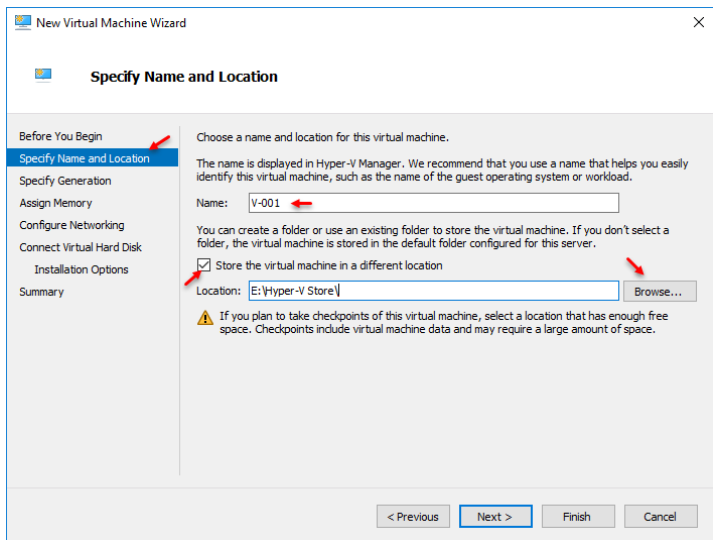 New Virtual Machine Wizard
Specify Name and Location
Before You Begin
Specify Name and Location
Specify Generation
Assign Memory
Configure Networking
Connect Virtual Hard Disk
Installation Options
Summary
Choose a name and location for this virtual machine.
The name is displayed in Hyper-V Manager. We recommend that you use a name that helps you easily
identify this virtual machine, such as the name of the guest operating system or workload.
Name: V-001
You can create a folder or use an existing folder to store the virtual machine. If you don't select a
folder, the virtual machine is stored in the default folder configured for this server.
Store the virtual machine in a different location
Location: E:\Hyper-V Store\ Browse...
If you plan to take checkpoints of this virtual machine, select a location that has enough free
space. Checkpoints include virtual machine data and may require a large amount of space.
< Previous Next > Finish Cancel